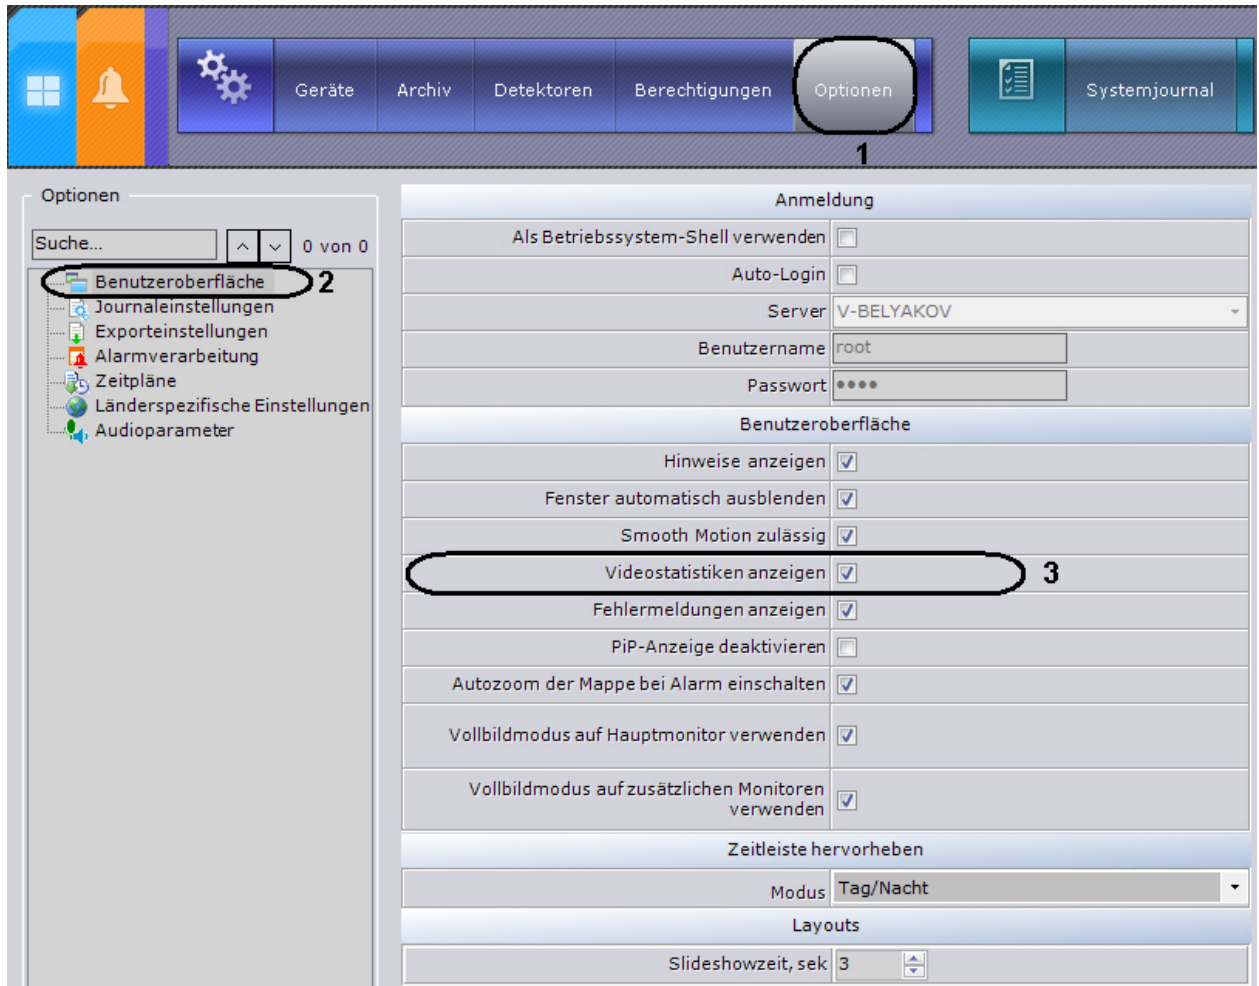 Geräte Archiv Detektoren Berechtigungen Optionen Systemjournal
1
Optionen
Suche... 0 von 0
Benutzeroberfläche 2
Journaleinstellungen
Exporteinstellungen
Alarmverarbeitung
Zeitpläne
Länderspezifische Einstellungen
Audioparameter
Anmeldung
Als Betriebssystem-Shell verwenden
Auto-Login
Server V-BELYAKOV
Benutzername root
Passwort ••••
Benutzeroberfläche
Hinweise anzeigen
Fenster automatisch ausblenden
Smooth Motion zulässig
Videostatistiken anzeigen 3
Fehlermeldungen anzeigen
PiP-Anzeige deaktivieren
Autozoom der Mappe bei Alarm einschalten
Vollbildmodus auf Hauptmonitor verwenden
Vollbildmodus auf zusätzlichen Monitoren
verwenden
Zeitleiste hervorheben
Modus Tag/Nacht
Layouts
Slideshowzeit, sek 3